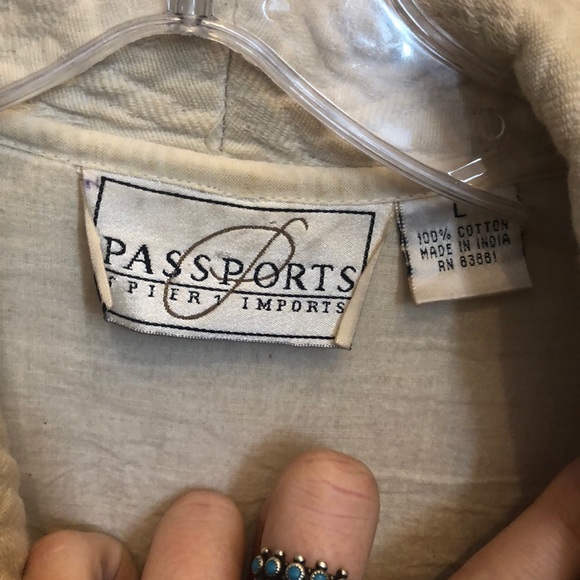 P
PASSPORTS
PIER 1 IMPORTS
L
100% COTTON
MADE IN INDIA
RN 83881